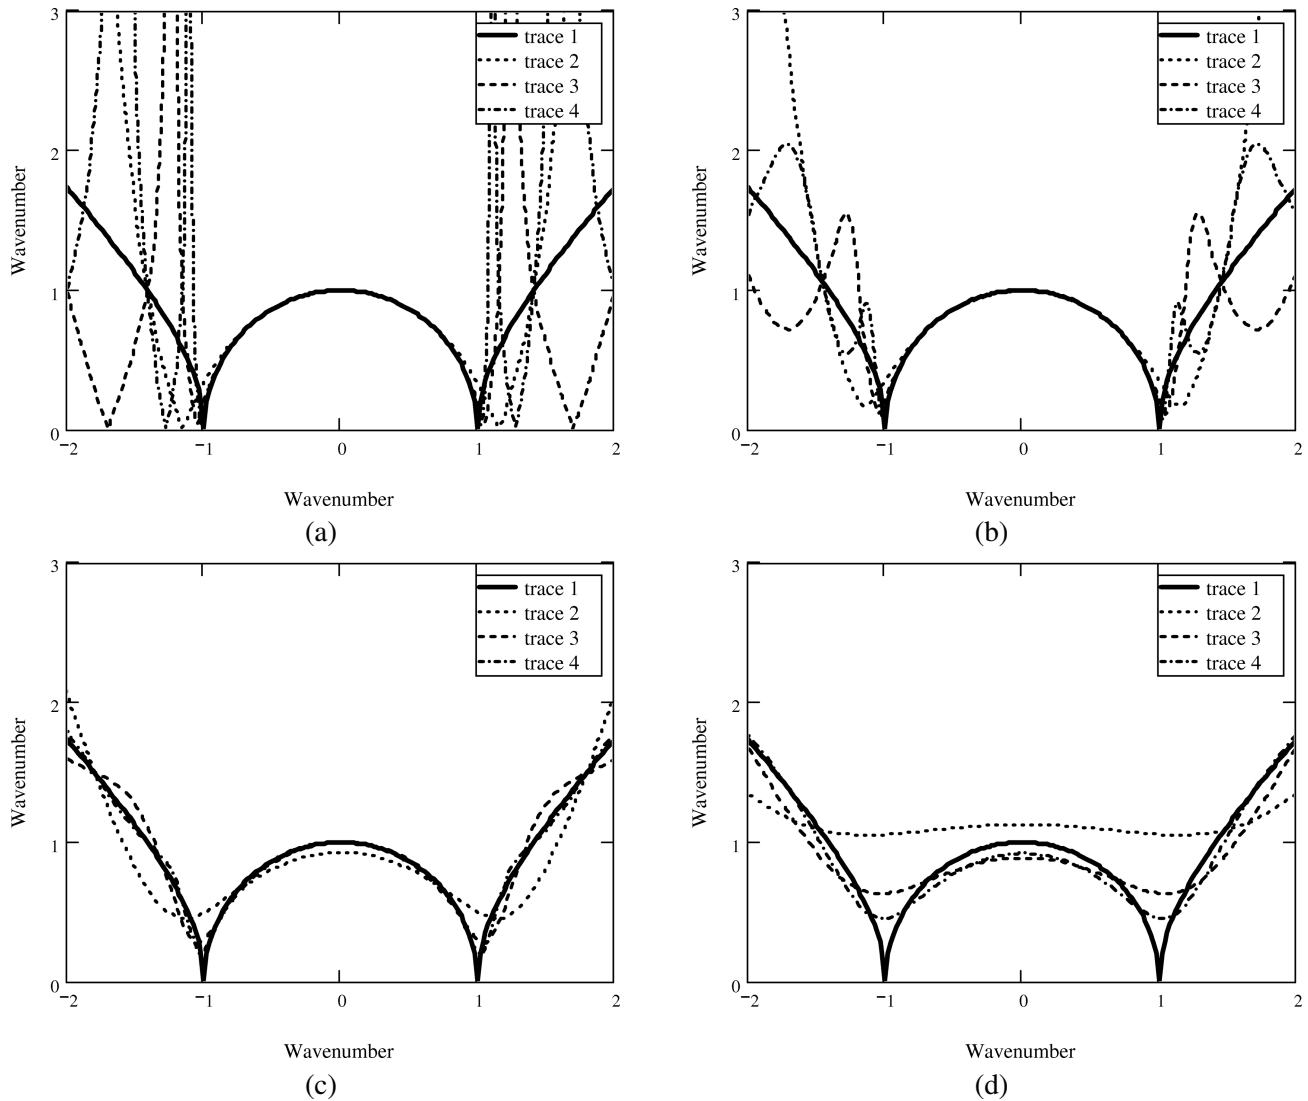 3
2
1
0
−2
−1
0
1
2
Wavenumber
Wavenumber
trace 1
trace 2
trace 3
trace 4
(a)
3
2
1
0
−2
−1
0
1
2
Wavenumber
Wavenumber
trace 1
trace 2
trace 3
trace 4
(b)
3
2
1
0
−2
−1
0
1
2
Wavenumber
Wavenumber
trace 1
trace 2
trace 3
trace 4
(c)
3
2
1
0
−2
−1
0
1
2
Wavenumber
Wavenumber
trace 1
trace 2
trace 3
trace 4
(d)